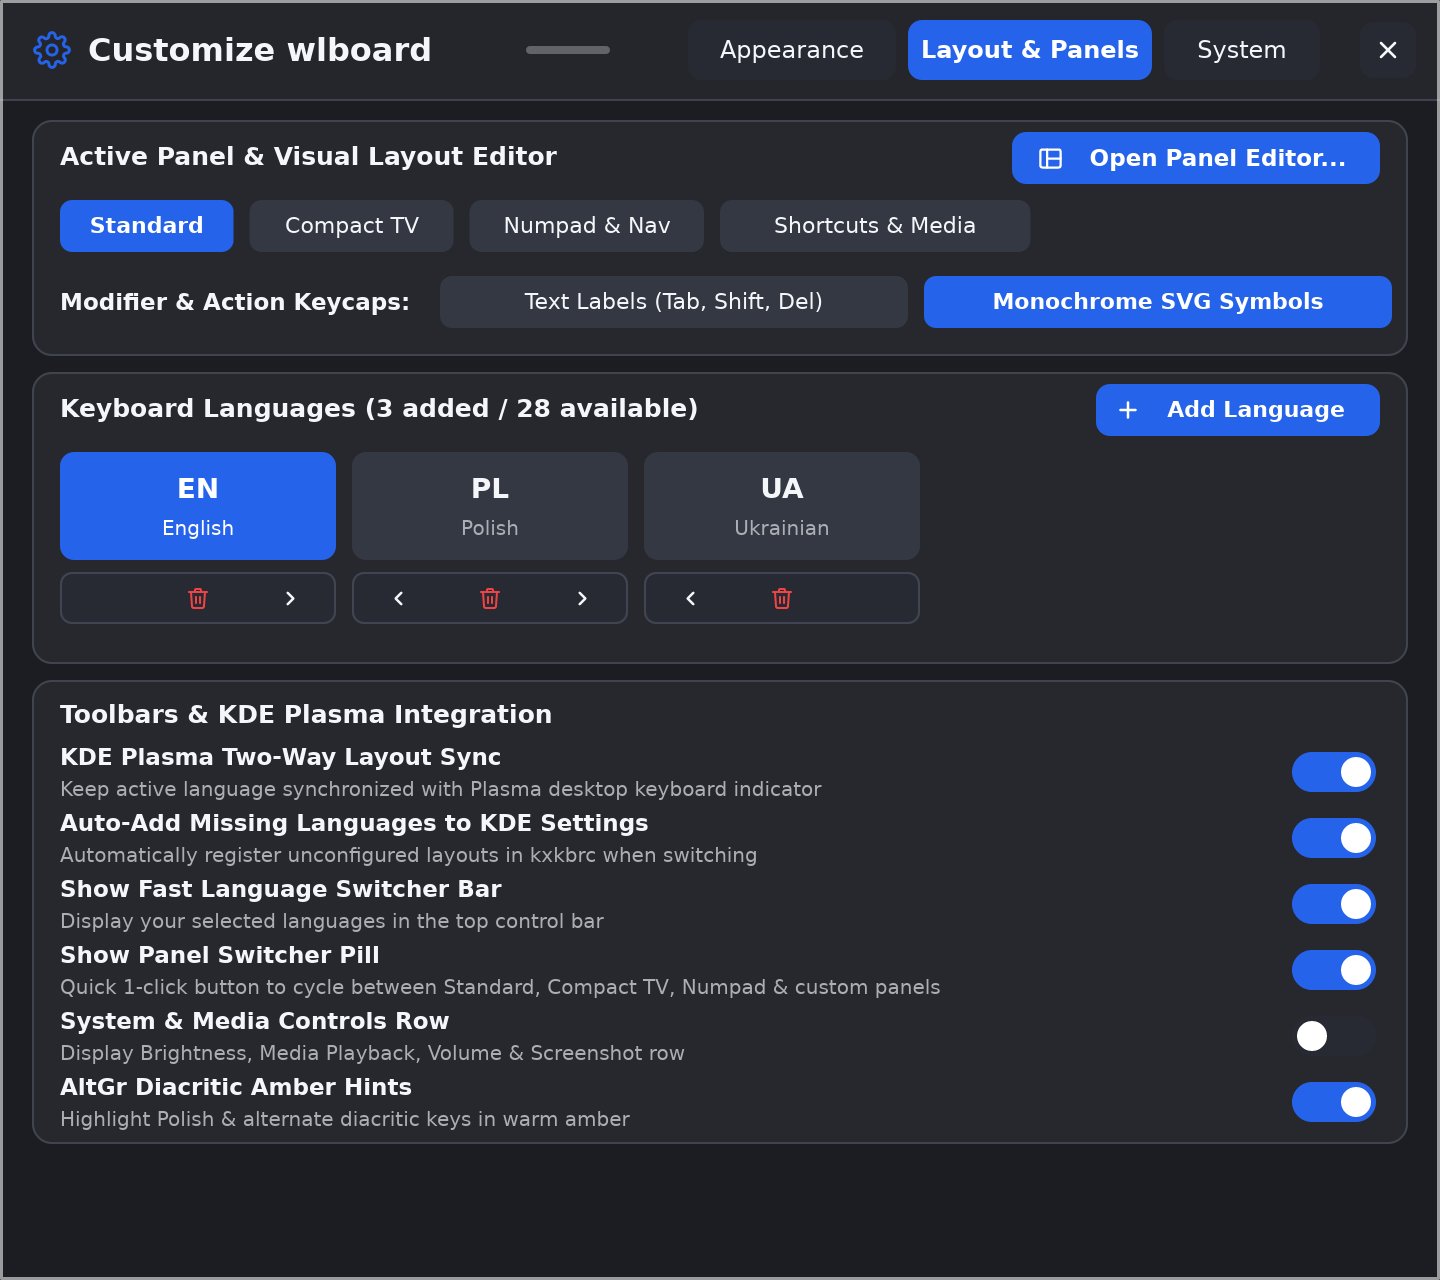 Customize wlboard
Appearance
Layout & Panels
System
Active Panel & Visual Layout Editor
Open Panel Editor...
Standard
Compact TV
Numpad & Nav
Shortcuts & Media
Modifier & Action Keycaps:
Text Labels (Tab, Shift, Del)
Monochrome SVG Symbols
Keyboard Languages (3 added / 28 available)
Add Language
EN
English
PL
Polish
UA
Ukrainian
Toolbars & KDE Plasma Integration
KDE Plasma Two-Way Layout Sync
Keep active language synchronized with Plasma desktop keyboard indicator
Auto-Add Missing Languages to KDE Settings
Automatically register unconfigured layouts in kxkbrc when switching
Show Fast Language Switcher Bar
Display your selected languages in the top control bar
Show Panel Switcher Pill
Quick 1-click button to cycle between Standard, Compact TV, Numpad & custom panels
System & Media Controls Row
Display Brightness, Media Playback, Volume & Screenshot row
AltGr Diacritic Amber Hints
Highlight Polish & alternate diacritic keys in warm amber